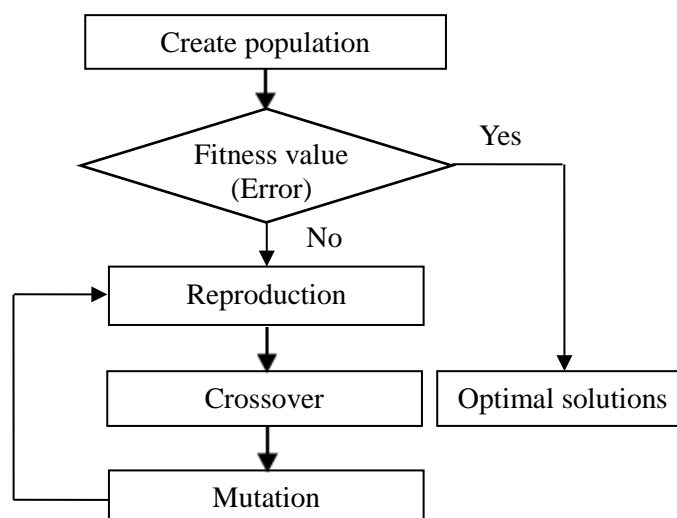 Create population
Yes
Fitness value
(Error)
No
Reproduction
Crossover
Optimal solutions
Mutation